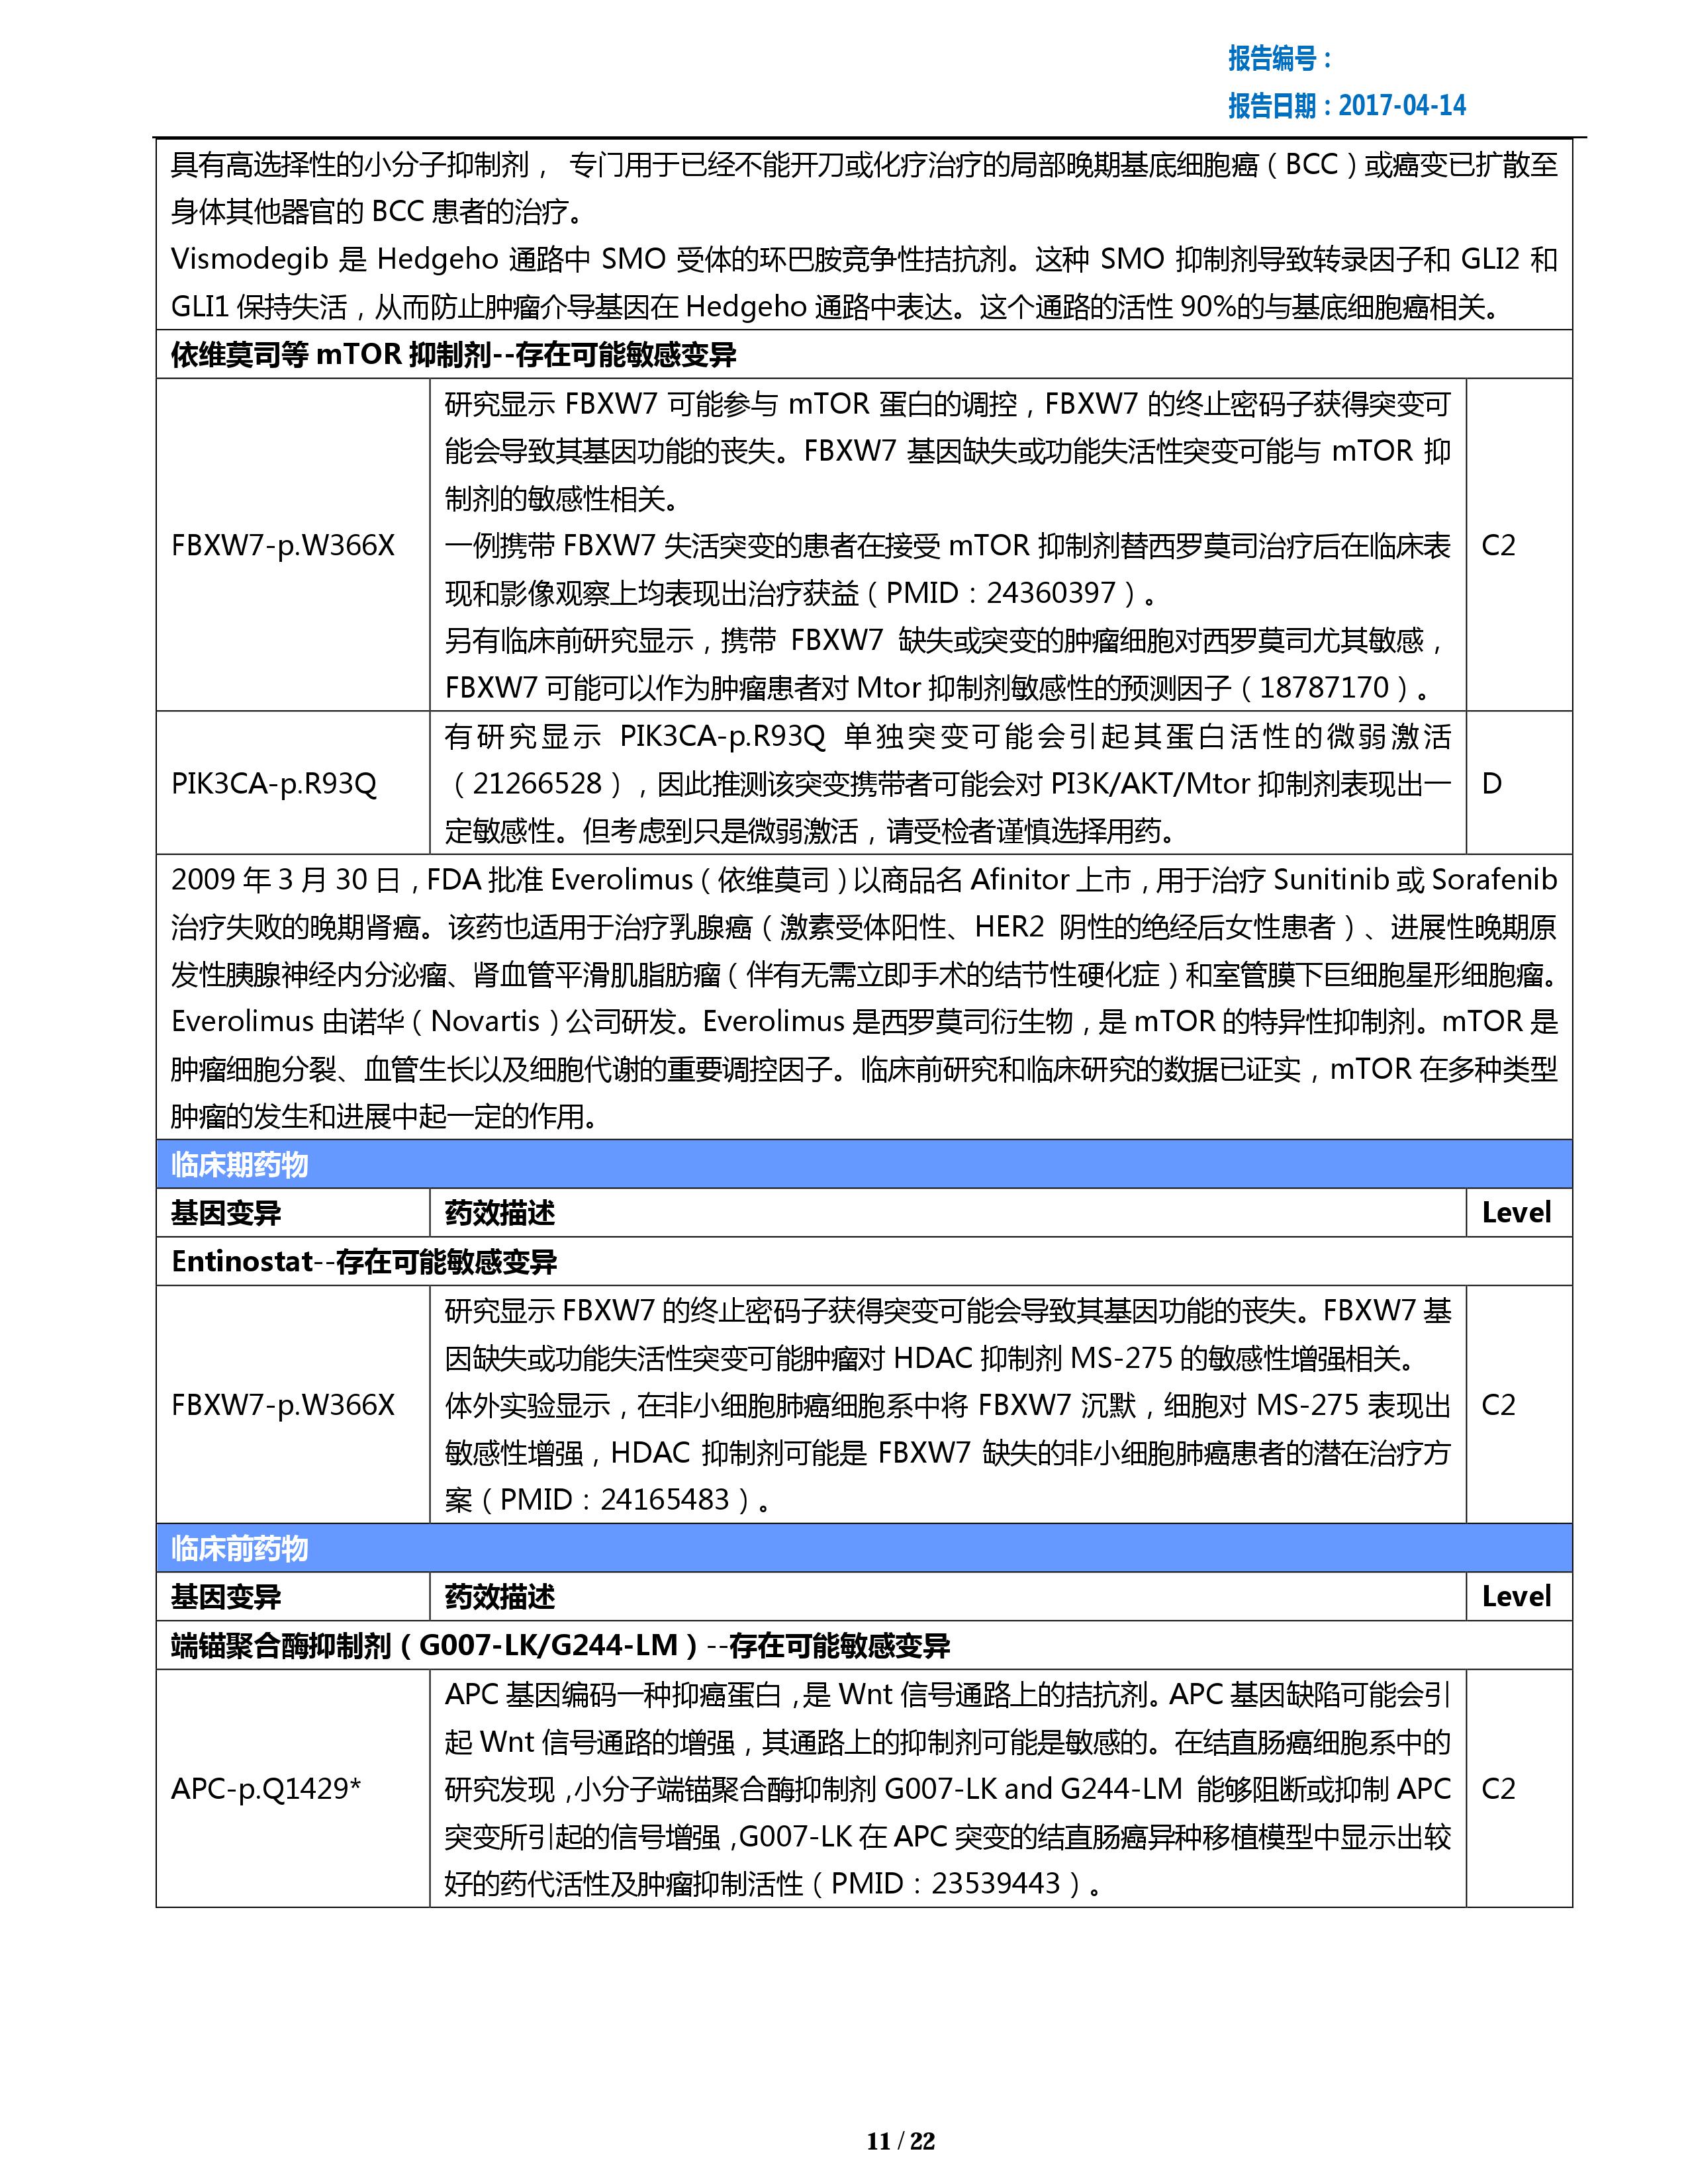 报告编号：
报告日期：2017-04-14
具有高选择性的小分子抑制剂， 专门用于已经不能开刀或化疗治疗的局部晚期基底细胞癌（BCC）或癌变已扩散至
身体其他器官的 BCC 患者的治疗。
Vismodegib 是 Hedgeho 通路中 SMO 受体的环巴胺竞争性拮抗剂。这种 SMO 抑制剂导致转录因子和 GLI2 和
GLI1 保持失活，从而防止肿瘤介导基因在 Hedgeho 通路中表达。这个通路的活性 90%的与基底细胞癌相关。
依维莫司等 mTOR 抑制剂--存在可能敏感变异
研究显示 FBXW7 可能参与 mTOR 蛋白的调控，FBXW7 的终止密码子获得突变可
能会导致其基因功能的丧失。FBXW7 基因缺失或功能失活性突变可能与 mTOR 抑
制剂的敏感性相关。
FBXW7-p.W366X
一例携带 FBXW7 失活突变的患者在接受 mTOR 抑制剂替西罗莫司治疗后在临床表
C2
现和影像观察上均表现出治疗获益（PMID：24360397）。
另有临床前研究显示，携带 FBXW7 缺失或突变的肿瘤细胞对西罗莫司尤其敏感，
FBXW7 可能可以作为肿瘤患者对 Mtor 抑制剂敏感性的预测因子（18787170）。
有研究显示 PIK3CA-p.R93Q 单独突变可能会引起其蛋白活性的微弱激活
PIK3CA-p.R93Q
（21266528），因此推测该突变携带者可能会对 PI3K/AKT/Mtor 抑制剂表现出一
D
定敏感性。但考虑到只是微弱激活，请受检者谨慎选择用药。
2009 年 3 月 30 日，FDA 批准 Everolimus（依维莫司）以商品名 Afinitor 上市，用于治疗 Sunitinib 或 Sorafenib
治疗失败的晚期肾癌。该药也适用于治疗乳腺癌（激素受体阳性、HER2 阴性的绝经后女性患者）、进展性晚期原
发性胰腺神经内分泌瘤、肾血管平滑肌脂肪瘤（伴有无需立即手术的结节性硬化症）和室管膜下巨细胞星形细胞瘤。
Everolimus 由诺华（Novartis）公司研发。Everolimus 是西罗莫司衍生物，是 mTOR 的特异性抑制剂。mTOR 是
肿瘤细胞分裂、血管生长以及细胞代谢的重要调控因子。临床前研究和临床研究的数据已证实，mTOR 在多种类型
肿瘤的发生和进展中起一定的作用。
临床期药物
基因变异
药效描述
Level
Entinostat--存在可能敏感变异
研究显示 FBXW7 的终止密码子获得突变可能会导致其基因功能的丧失。FBXW7 基
因缺失或功能失活性突变可能肿瘤对 HDAC 抑制剂 MS-275 的敏感性增强相关。
FBXW7-p.W366X
体外实验显示，在非小细胞肺癌细胞系中将 FBXW7 沉默，细胞对 MS-275 表现出
C2
敏感性增强，HDAC 抑制剂可能是 FBXW7 缺失的非小细胞肺癌患者的潜在治疗方
案（PMID：24165483）。
临床前药物
基因变异
药效描述
Level
端锚聚合酶抑制剂（G007-LK/G244-LM）--存在可能敏感变异
APC 基因编码一种抑癌蛋白，是 Wnt 信号通路上的拮抗剂。APC 基因缺陷可能会引
起 Wnt 信号通路的增强，其通路上的抑制剂可能是敏感的。在结直肠癌细胞系中的
APC-p.Q1429*
研究发现，小分子端锚聚合酶抑制剂 G007-LK and G244-LM 能够阻断或抑制 APC
C2
突变所引起的信号增强，G007-LK 在 APC 突变的结直肠癌异种移植模型中显示出较
好的药代活性及肿瘤抑制活性（PMID：23539443）。
11 / 22